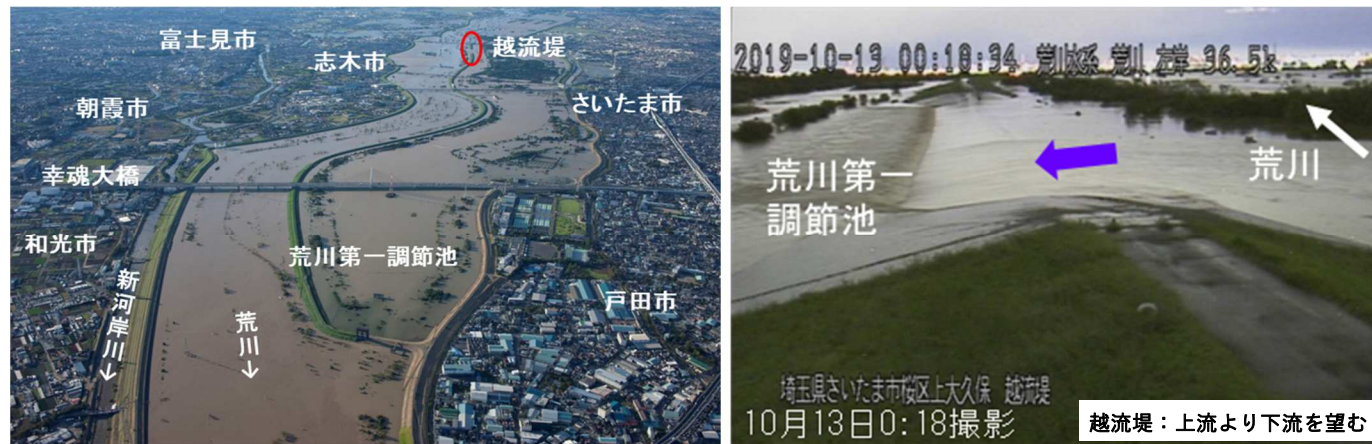 富士見市
志木市
越流堤
朝霞市
さいたま市
幸魂大橋
和光市
荒川第一調節池
新河岸川↓
荒川↓
戸田市
2019-10-13 00:18:34 荒川水系 荒川 左岸 36.5k
荒川第一
調節池
荒川
埼玉県さいたま市桜区上大久保 越流堤
10月13日0:18撮影
越流堤：上流より下流を望む